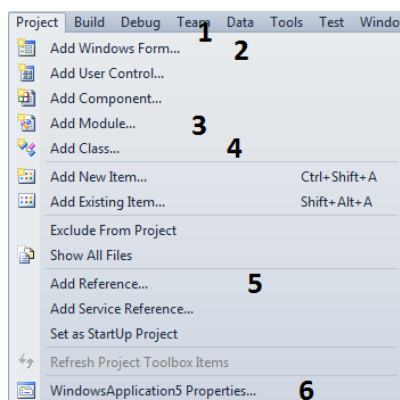 Project Build Debug Team Data Tools Test Windo
1
Add Windows Form... 2
Add User Control...
Add Component...
Add Module... 3
Add Class... 4
Add New Item... Ctrl+Shift+A
Add Existing Item... Shift+Alt+A
Exclude From Project
Show All Files
Add Reference... 5
Add Service Reference...
Set as StartUp Project
Refresh Project Toolbox Items
WindowsApplication5 Properties... 6